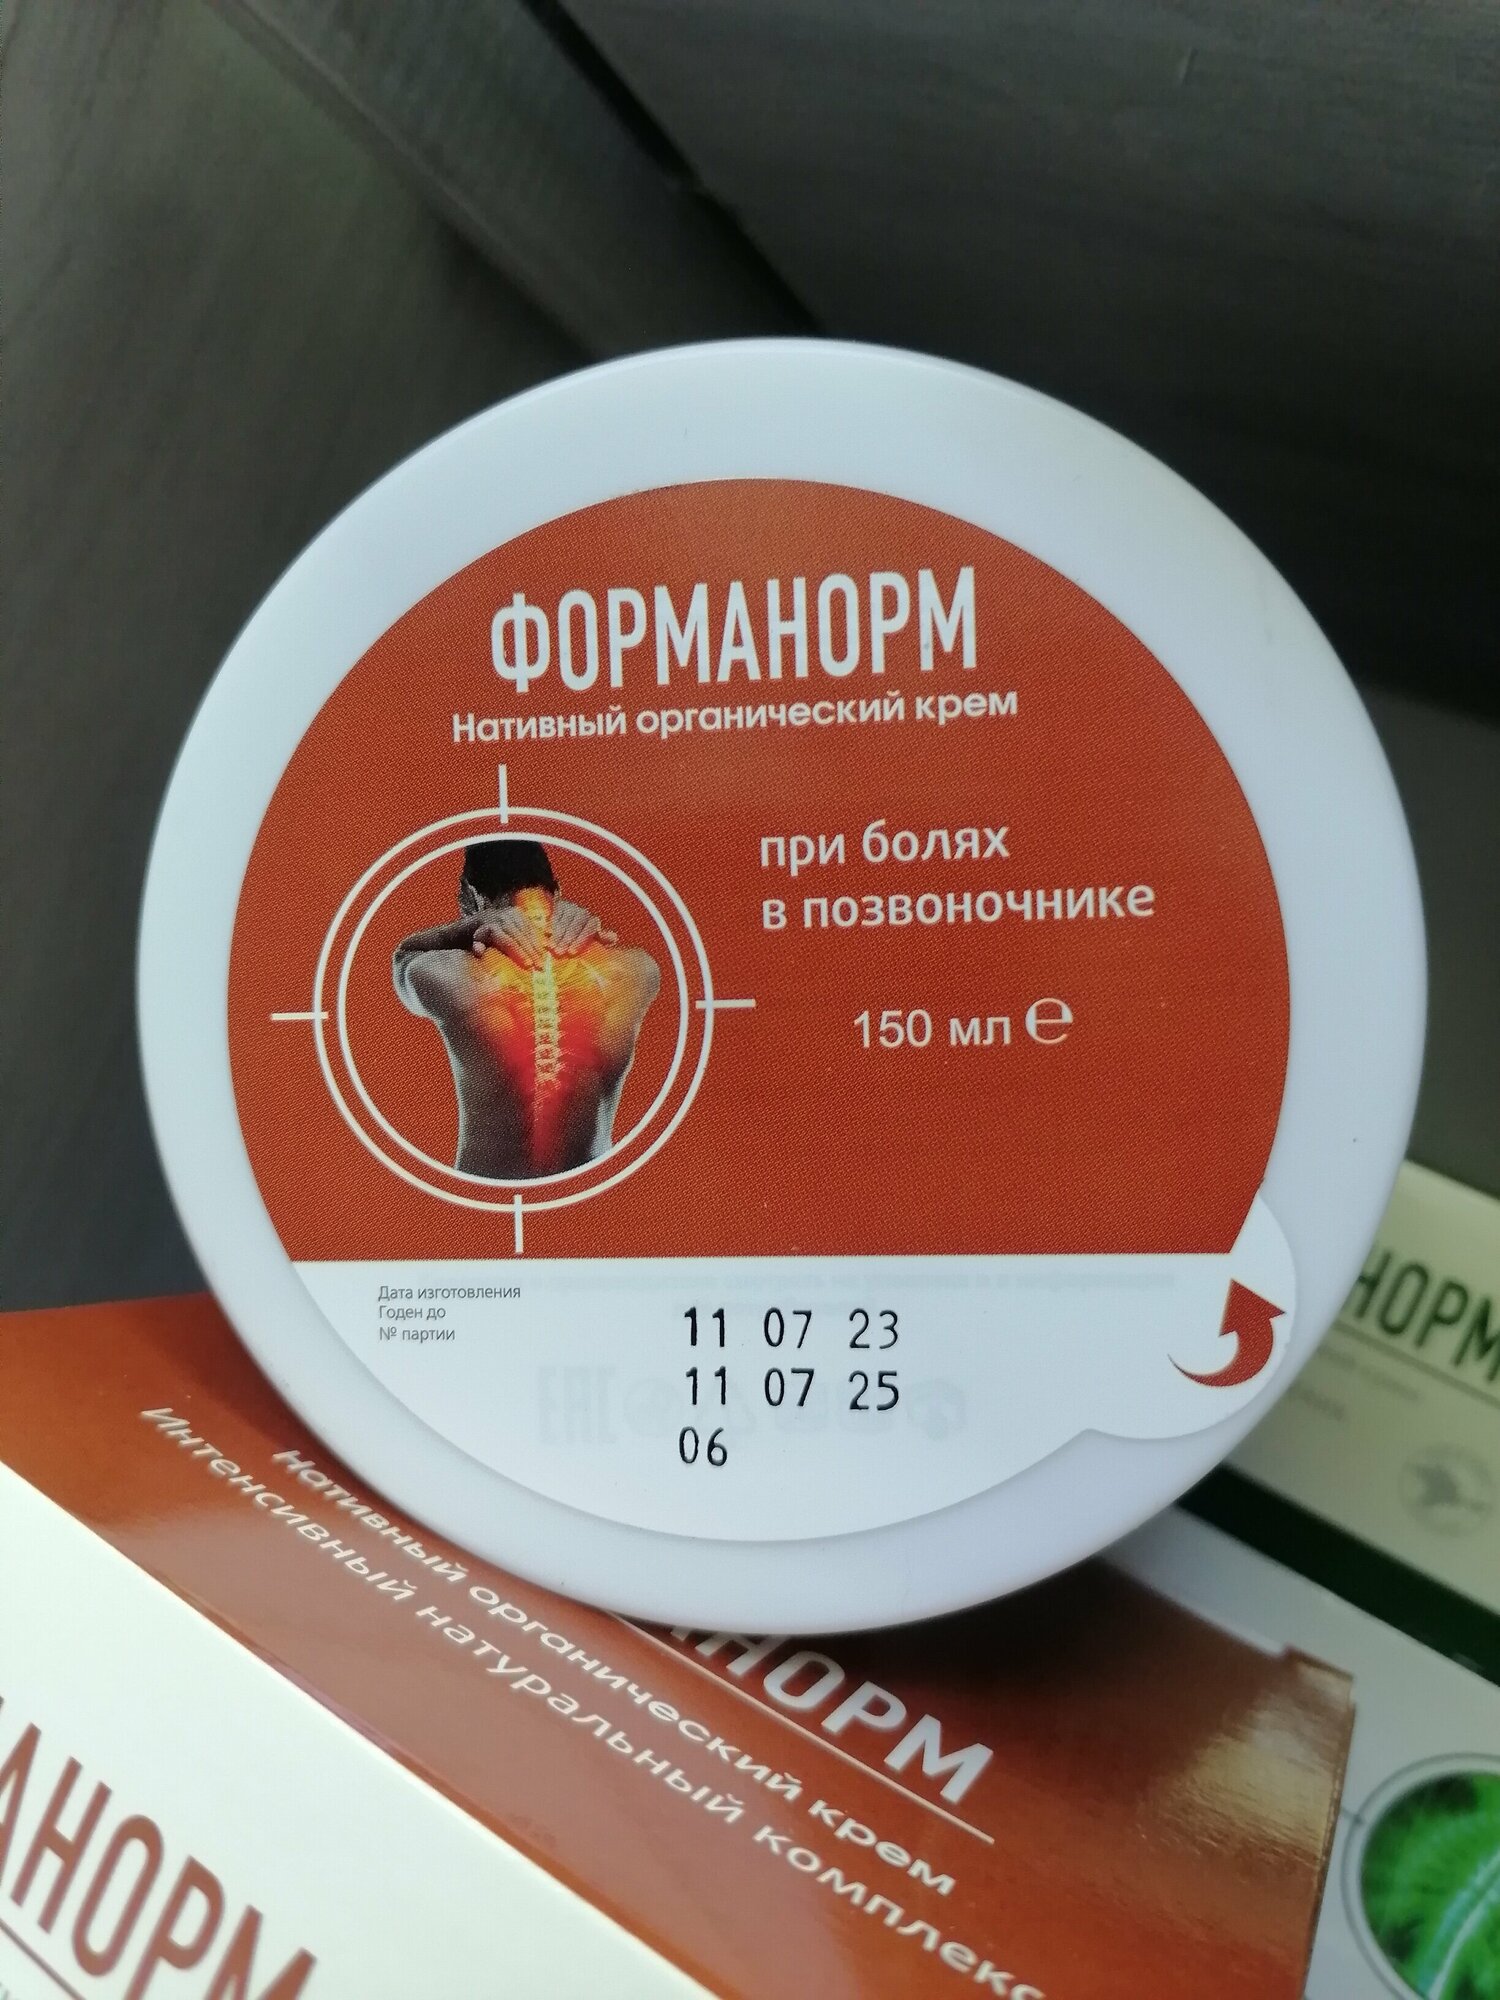 ФОРМАНОРМ
Нативный органический крем
при болях
в позвоночнике
150 мл ℮
Дата изготовления
Годен до
№ партии
11 07 23
11 07 25
06
НОРМ
АНОРМ
Нативный органический крем
Интенсивный натуральный комплекс
АНОРМ